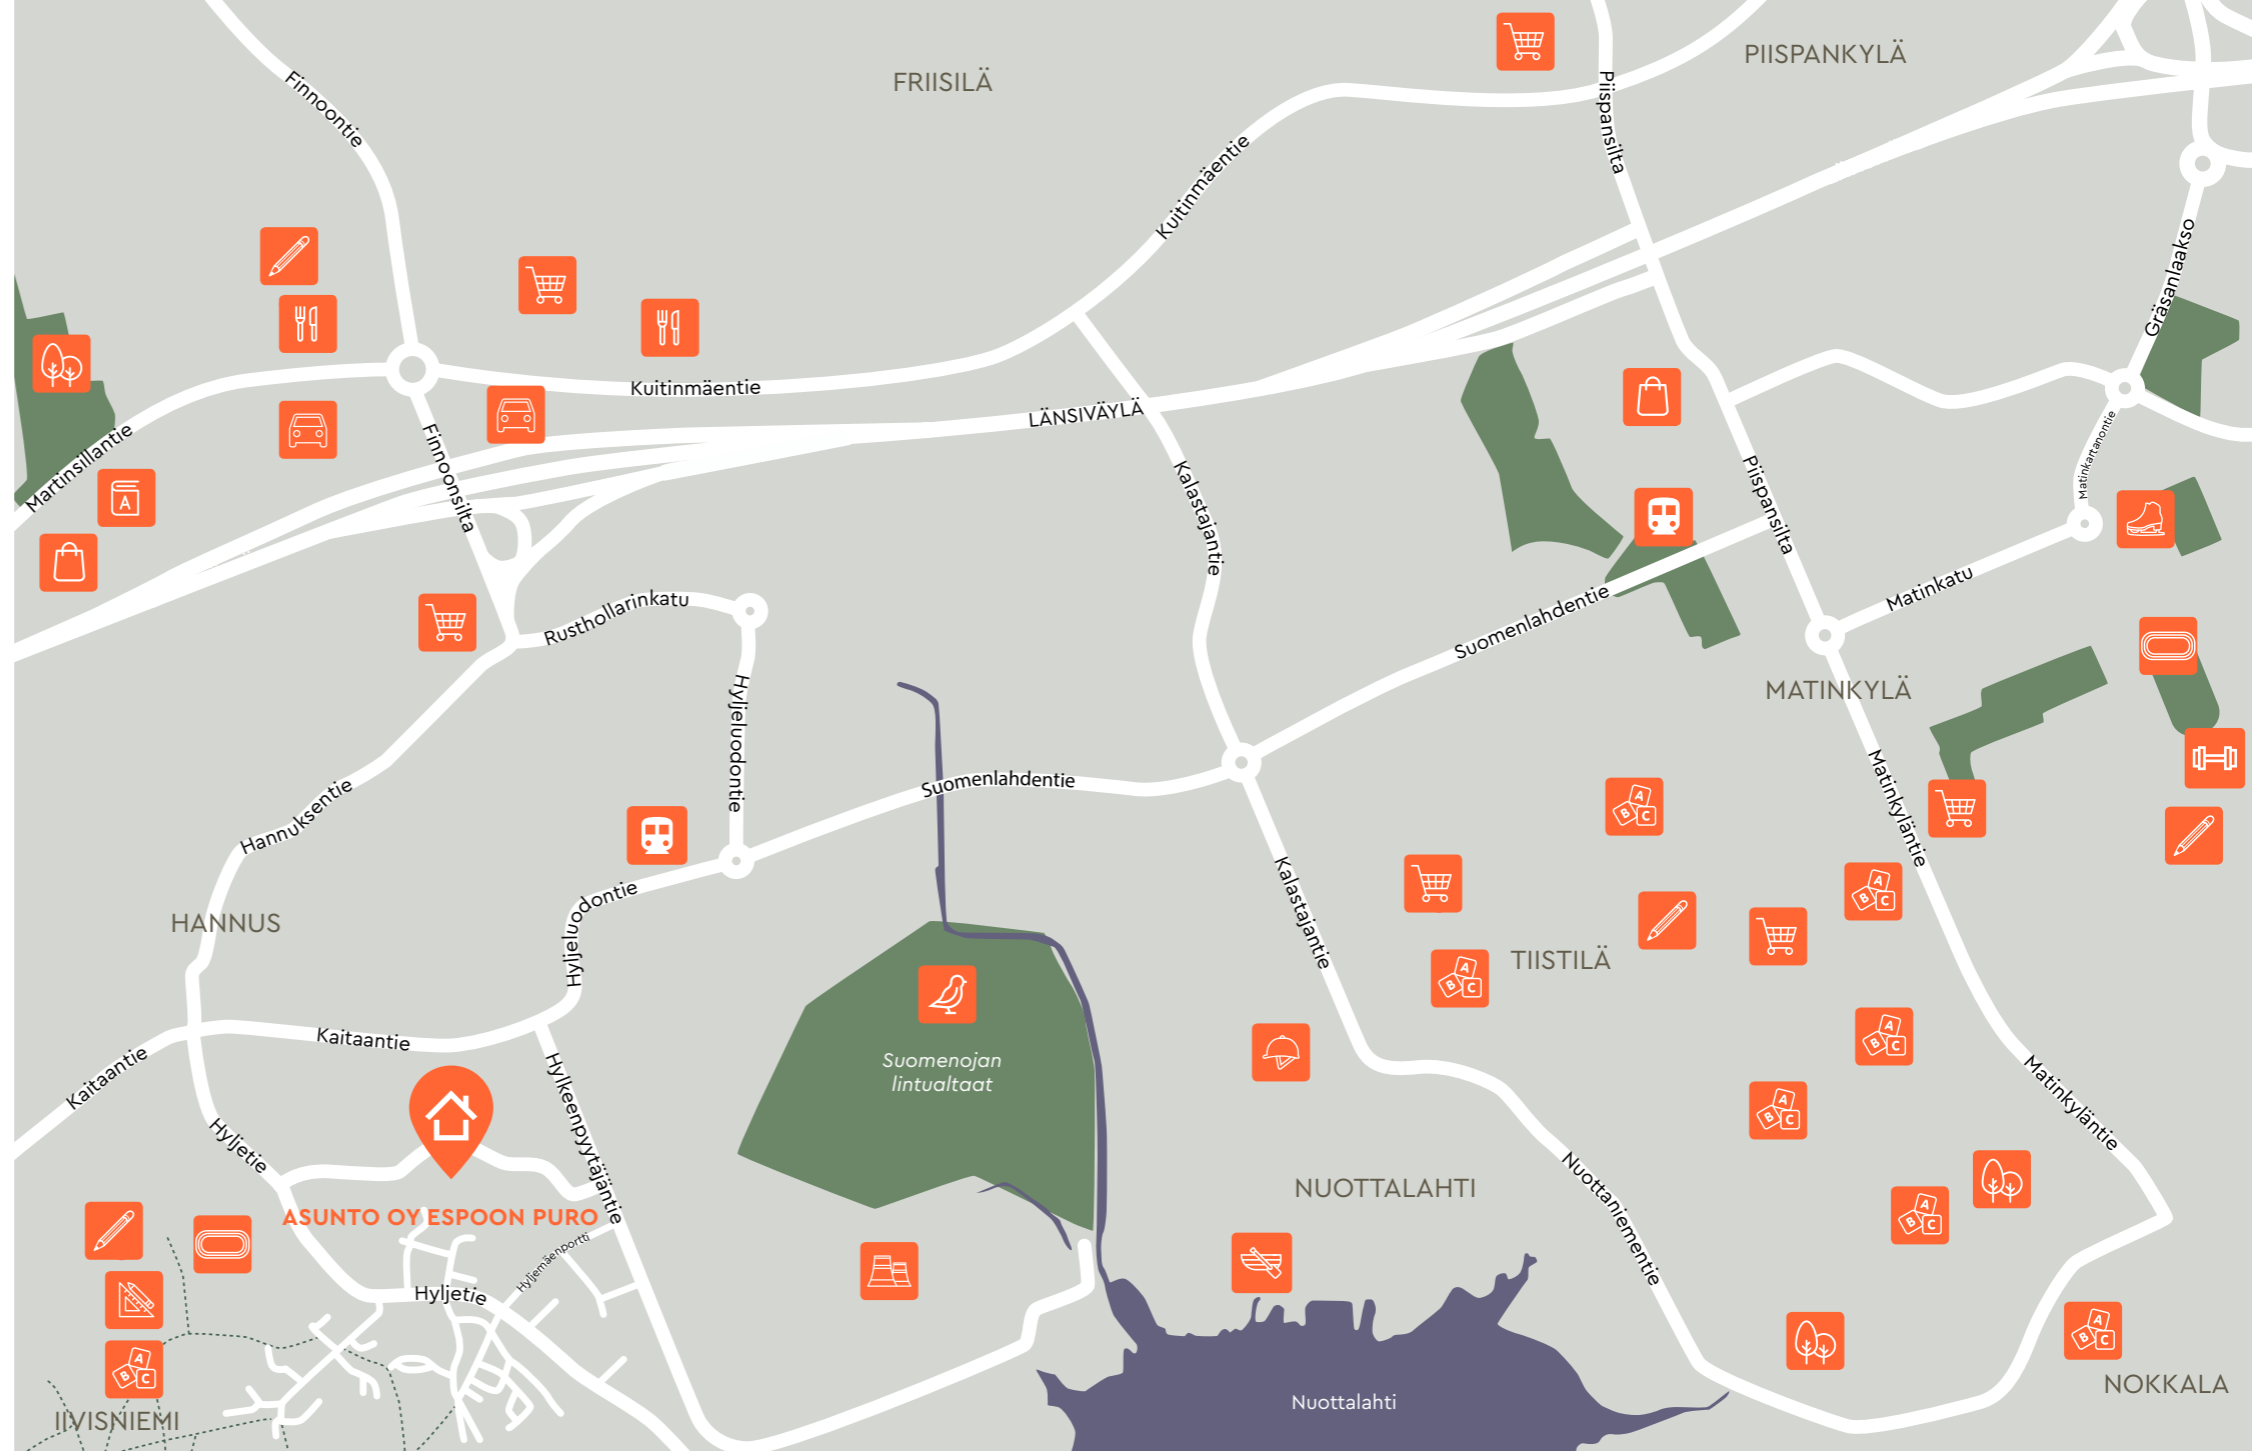 FRIISILÄ
PIISPANKYLÄ
Finnoontie
Piispansilta
Kuitinmäentie
Gräsanlaakso
Kuitinmäentie
LÄNSIVÄYLÄ
Martinsillantie
Finnoonsilta
Kalastajantie
Piispansilta
Matinkartanontie
A
Matinkatu
Rusthollarinkatu
Suomenlahdentie
Hyljeluodontie
MATINKYLÄ
Suomenlahdentie
Hannuksentie
Matinkyläntie
A
B C
Hyljeluodontie
Kalastajantie
A
B C
HANNUS
TIISTILÄ
A
B C
Kaitaantie
Kaitaantie
Suomenojan
lintualtaat
A
B C
Matinkyläntie
Hylkeenpyytäjäntie
A
B C
Hyljetie
NUOTTALAHTI
Nuottaniementie
ASUNTO OY ESPOON PURO
A
B C
Hyljemäenportti
Hyljetie
A
B C
A
B C
NOKKALA
Nuottalahti
IIVISNIEMI